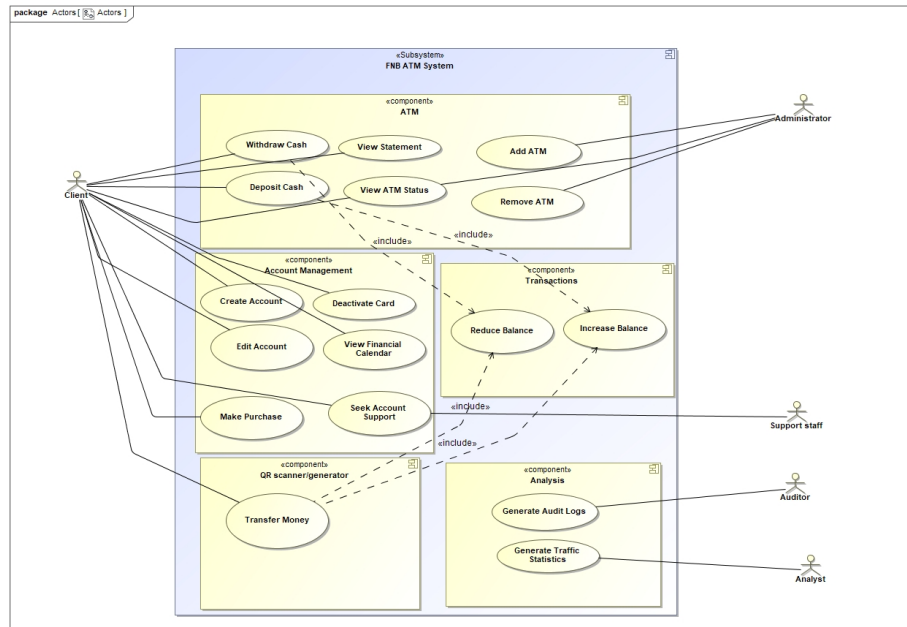 package Actors [ Actors ]
«Subsystem»
FNB ATM System
«component»
ATM
Withdraw Cash
View Statement
Add ATM
Deposit Cash
View ATM Status
Remove ATM
Administrator
Client
«include»
«include»
«component»
Account Management
Create Account
Deactivate Card
Edit Account
View Financial
Calendar
Make Purchase
Seek Account
Support
«component»
Transactions
Reduce Balance
Increase Balance
«include»
«include»
Support staff
«component»
QR scanner/generator
Transfer Money
«component»
Analysis
Generate Audit Logs
Generate Traffic
Statistics
Auditor
Analyst